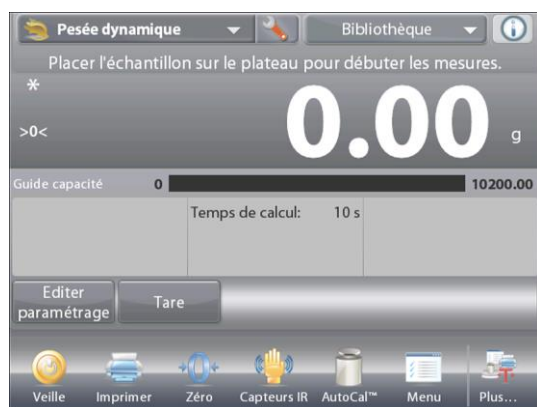 Pesée dynamique
Bibliothèque
Placer l'échantillon sur le plateau pour débuter les mesures.
*
>0<
0.00 g
Guide capacité 0 10200.00
Temps de calcul: 10 s
Editer
paramétrage
Tare
Veille Imprimer Zéro Capteurs IR AutoCal™ Menu Plus...